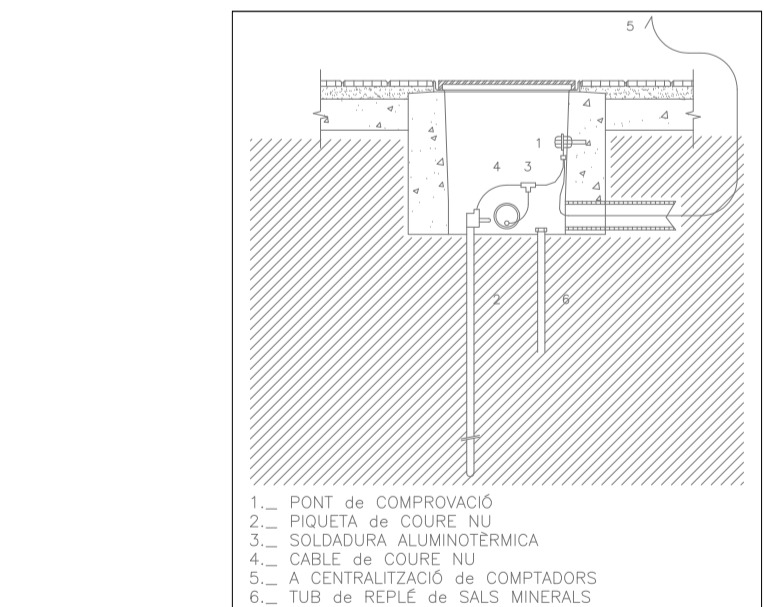 5
1
4 3
2 6
1._ PONT de COMPROVACIÓ
2._ PIQUETA de COURE NU
3._ SOLDADURA ALUMINOTÈRMICA
4._ CABLE de COURE NU
5._ A CENTRALITZACIÓ de COMPTADORS
6._ TUB de REPLÉ de SALS MINERALS